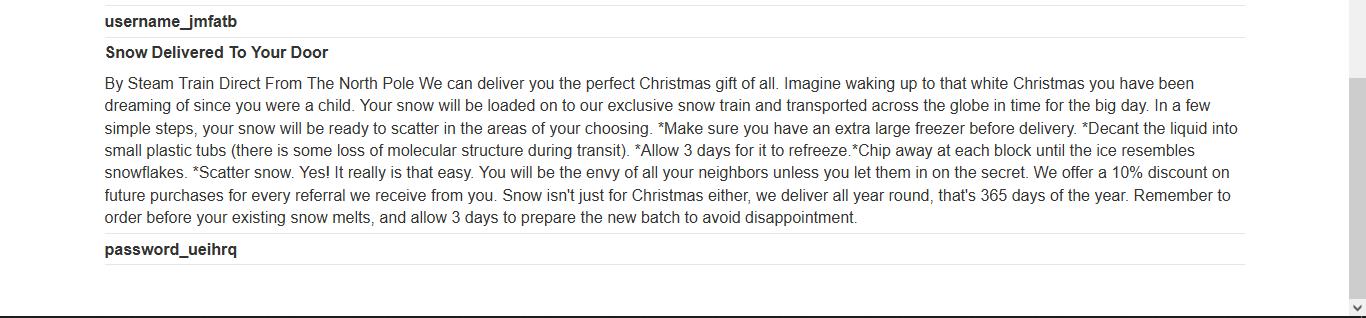 username_jmfatb
Snow Delivered To Your Door
By Steam Train Direct From The North Pole We can deliver you the perfect Christmas gift of all. Imagine waking up to that white Christmas you have been
dreaming of since you were a child. Your snow will be loaded on to our exclusive snow train and transported across the globe in time for the big day. In a few
simple steps, your snow will be ready to scatter in the areas of your choosing. *Make sure you have an extra large freezer before delivery. *Decant the liquid into
small plastic tubs (there is some loss of molecular structure during transit). *Allow 3 days for it to refreeze.*Chip away at each block until the ice resembles
snowflakes. *Scatter snow. Yes! It really is that easy. You will be the envy of all your neighbors unless you let them in on the secret. We offer a 10% discount on
future purchases for every referral we receive from you. Snow isn't just for Christmas either, we deliver all year round, that's 365 days of the year. Remember to
order before your existing snow melts, and allow 3 days to prepare the new batch to avoid disappointment.
password_ueihrq